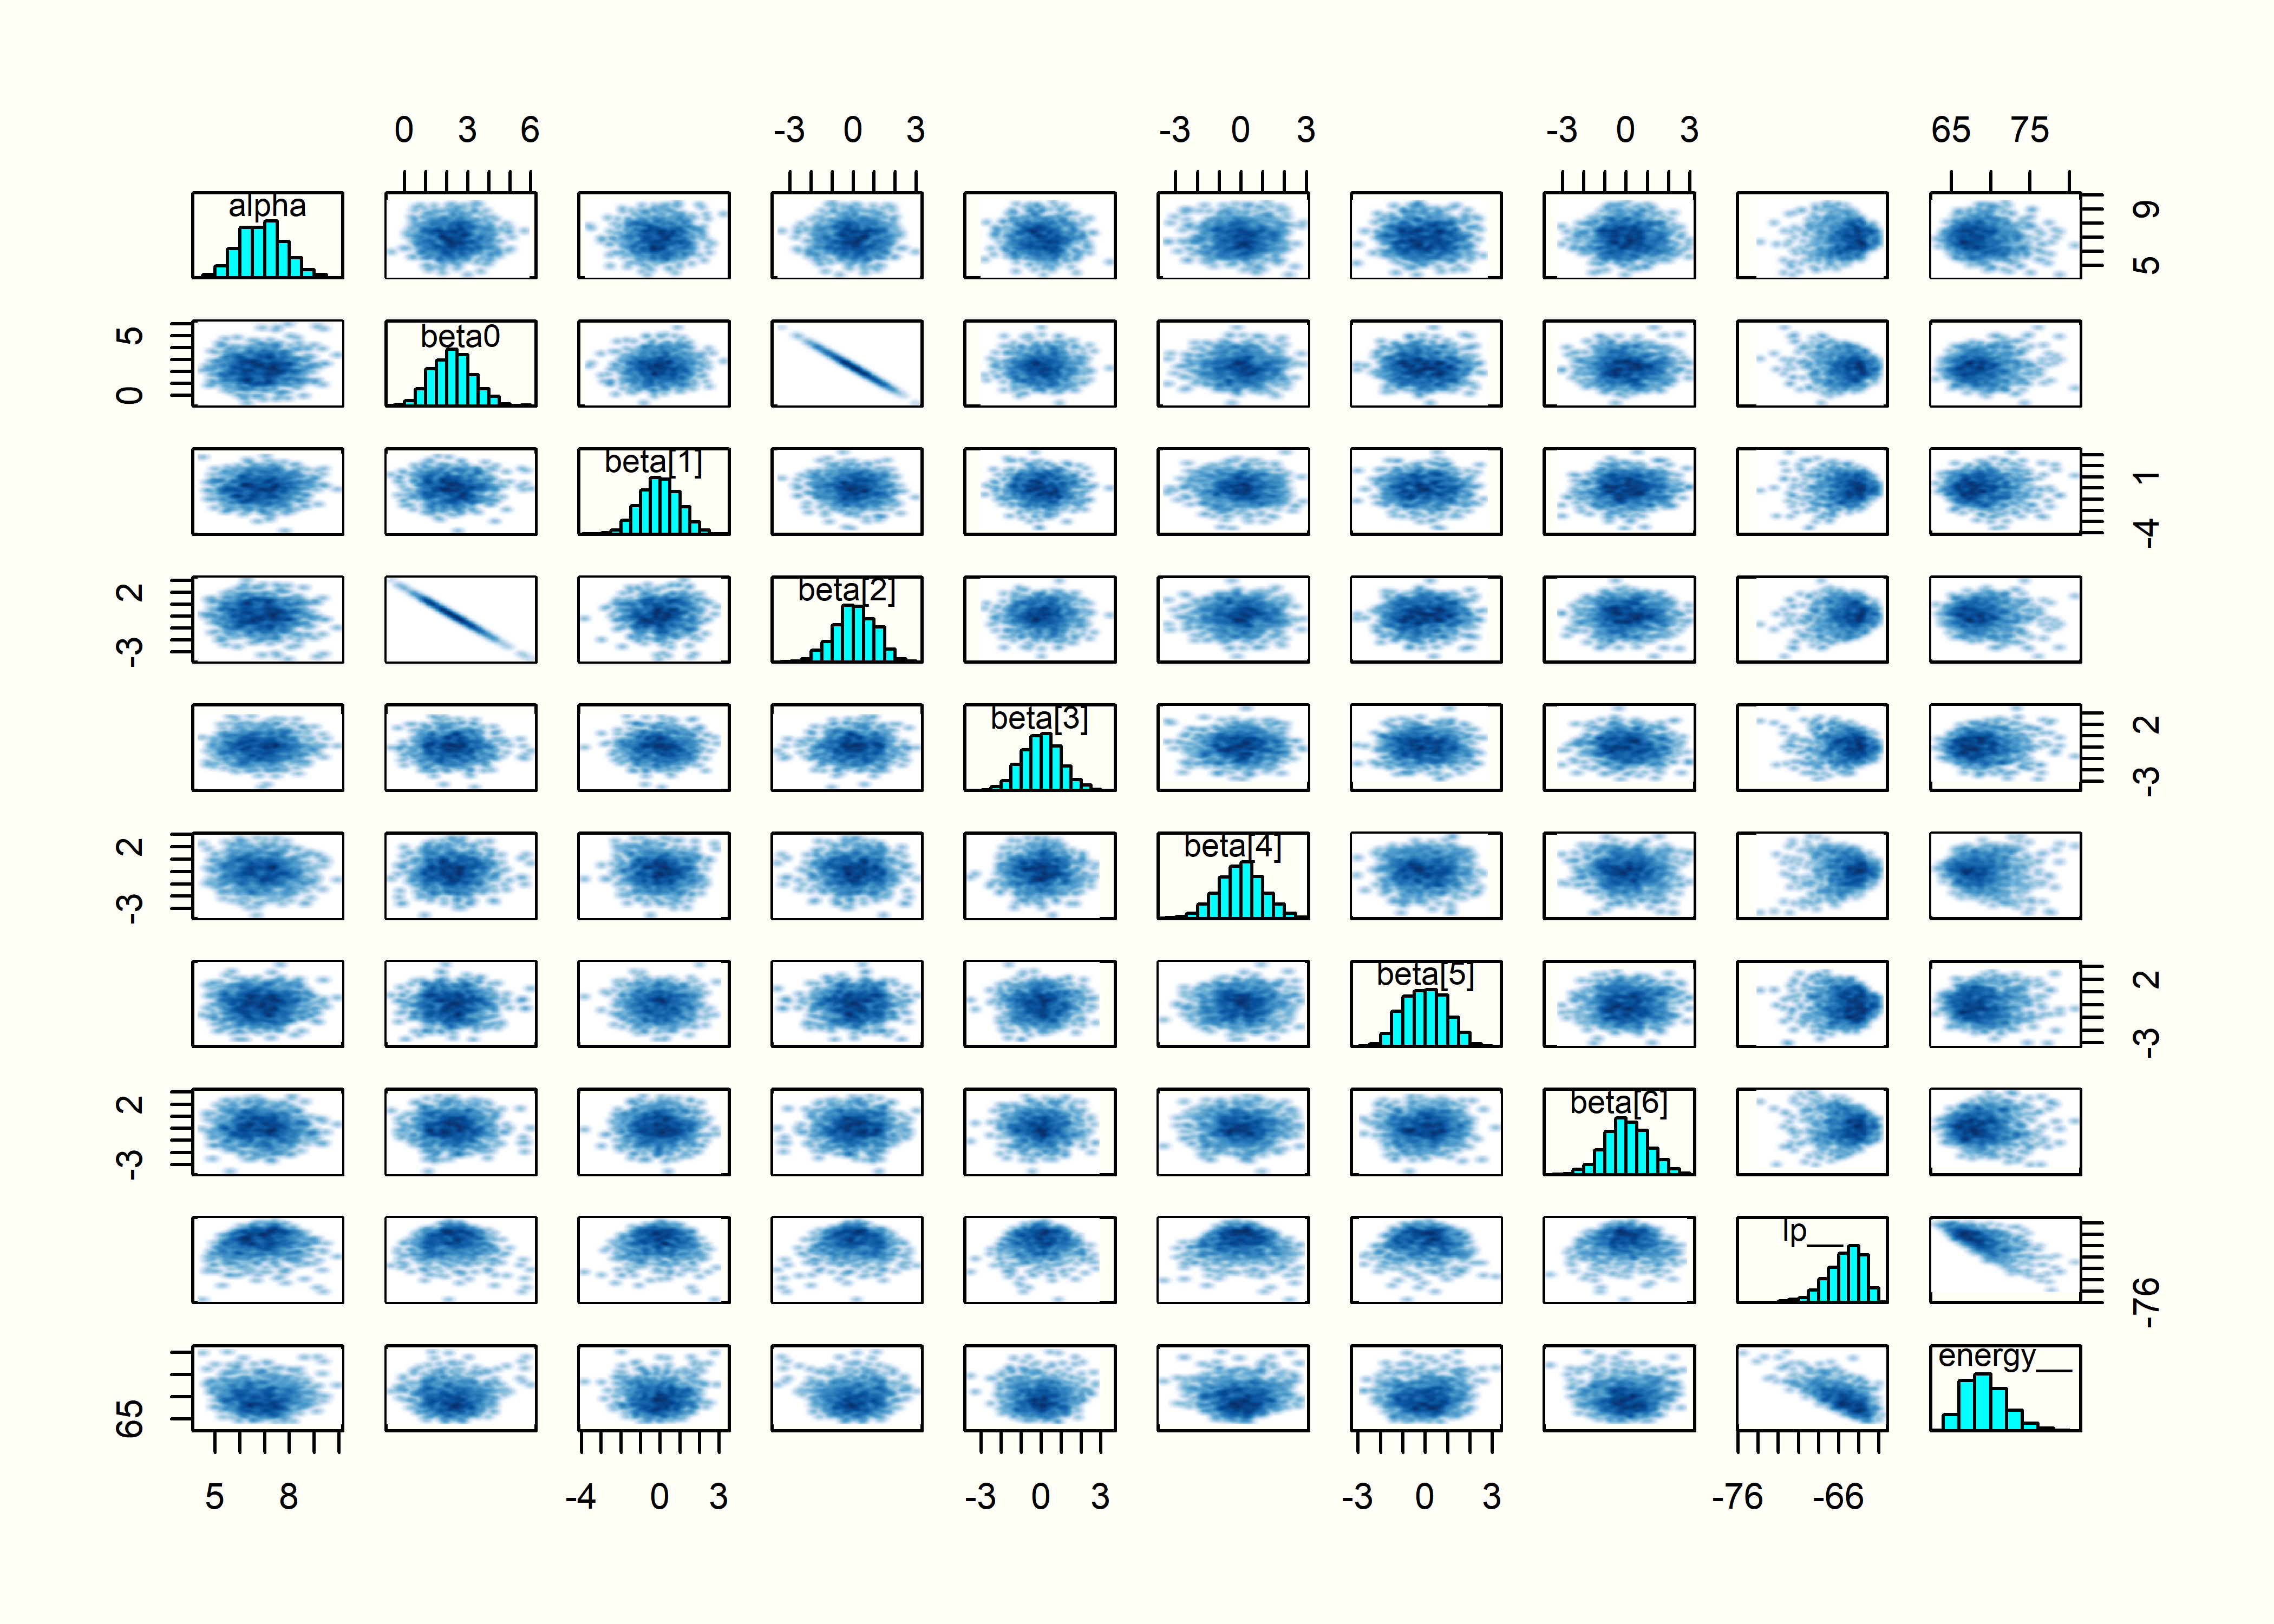 0 3 6 -3 0 3 -3 0 3 -3 0 3 65 75
alpha 9 5
5 0 beta0
beta[1] 1 -4
2 -3 beta[2]
beta[3] 2 -3
2 -3 beta[4]
beta[5] 2 -3
2 -3 beta[6]
lp__ -76
65 energy__
5 8 -4 0 3 -3 0 3 -3 0 3 -76 -66